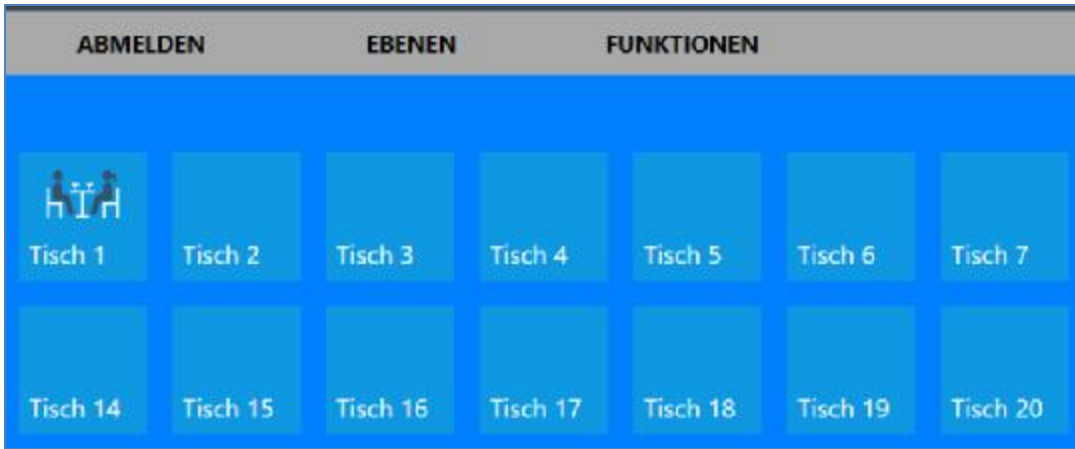 ABMELDEN EBENEN FUNKTIONEN
Tisch 1 Tisch 2 Tisch 3 Tisch 4 Tisch 5 Tisch 6 Tisch 7
Tisch 14 Tisch 15 Tisch 16 Tisch 17 Tisch 18 Tisch 19 Tisch 20